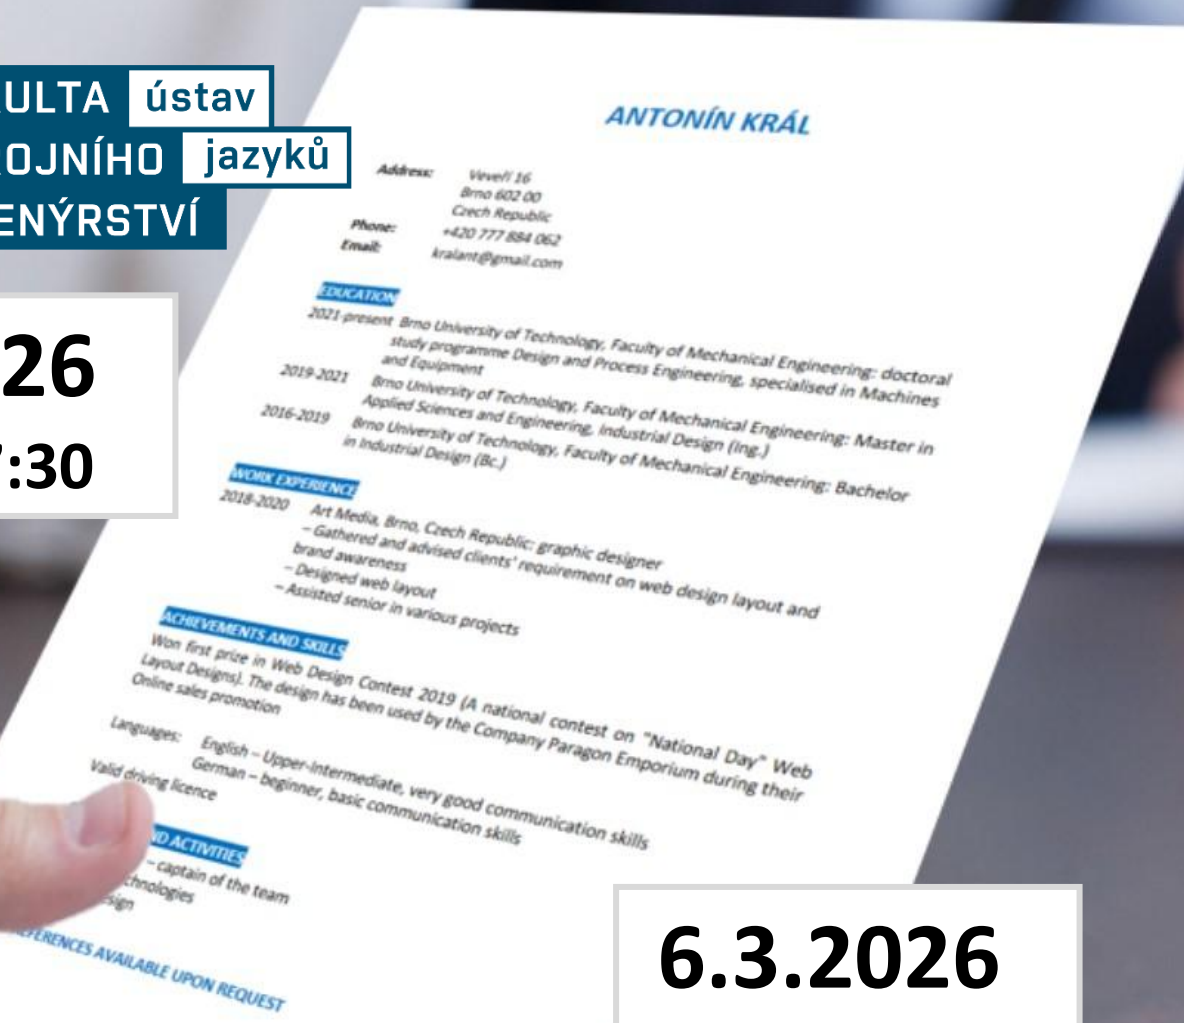 ULTA ústav
OJNÍHO jazyků
ENÝRSTVÍ
26
:30
ANTONÍN KRÁL
Address: Veveří 16
Brno 602 00
Czech Republic
Phone: +420 777 884 062
Email: kralant@gmail.com
EDUCATION
2021-present Brno University of Technology, Faculty of Mechanical Engineering: doctoral
study programme Design and Process Engineering, specialised in Machines
and Equipment
2019-2021 Brno University of Technology, Faculty of Mechanical Engineering: Master in
Applied Sciences and Engineering, Industrial Design (Ing.)
2016-2019 Brno University of Technology, Faculty of Mechanical Engineering: Bachelor
in Industrial Design (Bc.)
WORK EXPERIENCE
2018-2020 Art Media, Brno, Czech Republic: graphic designer
– Gathered and advised clients' requirement on web design layout and
brand awareness
– Designed web layout
– Assisted senior in various projects
ACHIEVEMENTS AND SKILLS
Won first prize in Web Design Contest 2019 (A national contest on "National Day" Web
Layout Designs). The design has been used by the Company Paragon Emporium during their
Online sales promotion
Languages: English – Upper-Intermediate, very good communication skills
German – beginner, basic communication skills
Valid driving licence
ND ACTIVITIES
– captain of the team
chnologies
sign
FERENCES AVAILABLE UPON REQUEST
6.3.2026